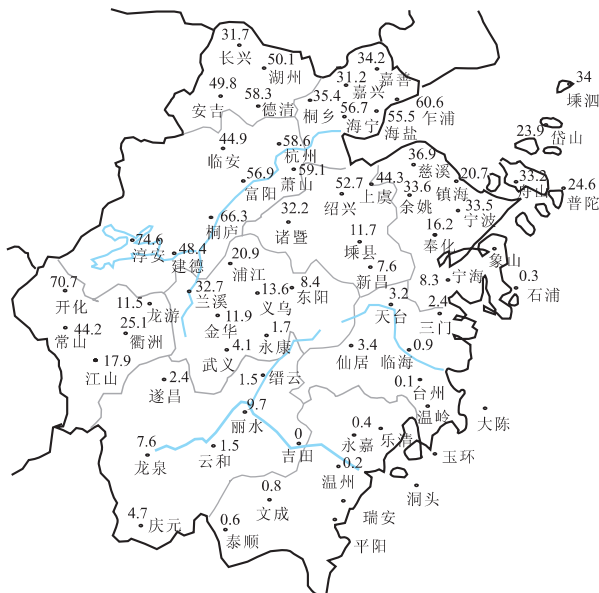 31.7
长兴
50.1
湖州
34.2
嘉善
31.2
嘉兴
49.8
安吉
58.3
德清
35.4
桐乡
56.7
海宁
55.5
海盐
60.6
乍浦
34
嵊泗
23.9
岱山
44.9
临安
58.6
杭州
59.1
萧山
56.9
富阳
36.9
慈溪
20.7
镇海
33.2
舟山
24.6
普陀
52.7
绍兴
44.3
上虞
33.6
余姚
33.5
宁波
66.3
桐庐
32.2
诸暨
16.2
奉化
74.6
淳安
48.4
建德
11.7
嵊县
象山
20.9
浦江
7.6
新昌
8.3
宁海
0.3
石浦
70.7
开化
11.5
龙游
32.7
兰溪
13.6
义乌
8.4
东阳
3.2
天台
2.4
三门
44.2
常山
25.1
衢洲
11.9
金华
1.7
永康
17.9
江山
4.1
武义
3.4
仙居
0.9
临海
2.4
遂昌
1.5
缙云
0.1
台州
温岭
9.7
丽水
大陈
0.4
永嘉
乐清
7.6
龙泉
1.5
云和
0
吉田
玉环
0.2
温州
洞头
0.8
文成
瑞安
4.7
庆元
0.6
泰顺
平阳